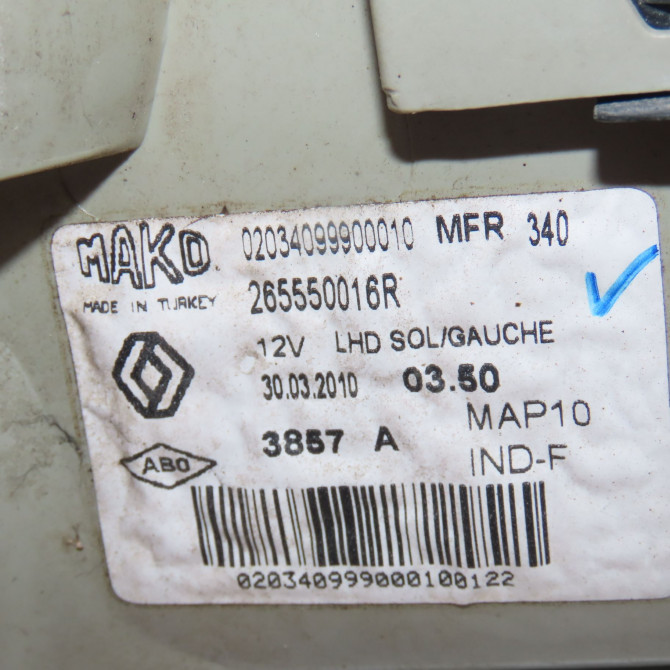 MAKO 02034099900010 MFR 340
MADE IN TURKEY 265550016R
12V LHD SOL/GAUCHE
30.03.2010 03.50
MAP10
3857 A
IND-F
ABO
020340999000100122